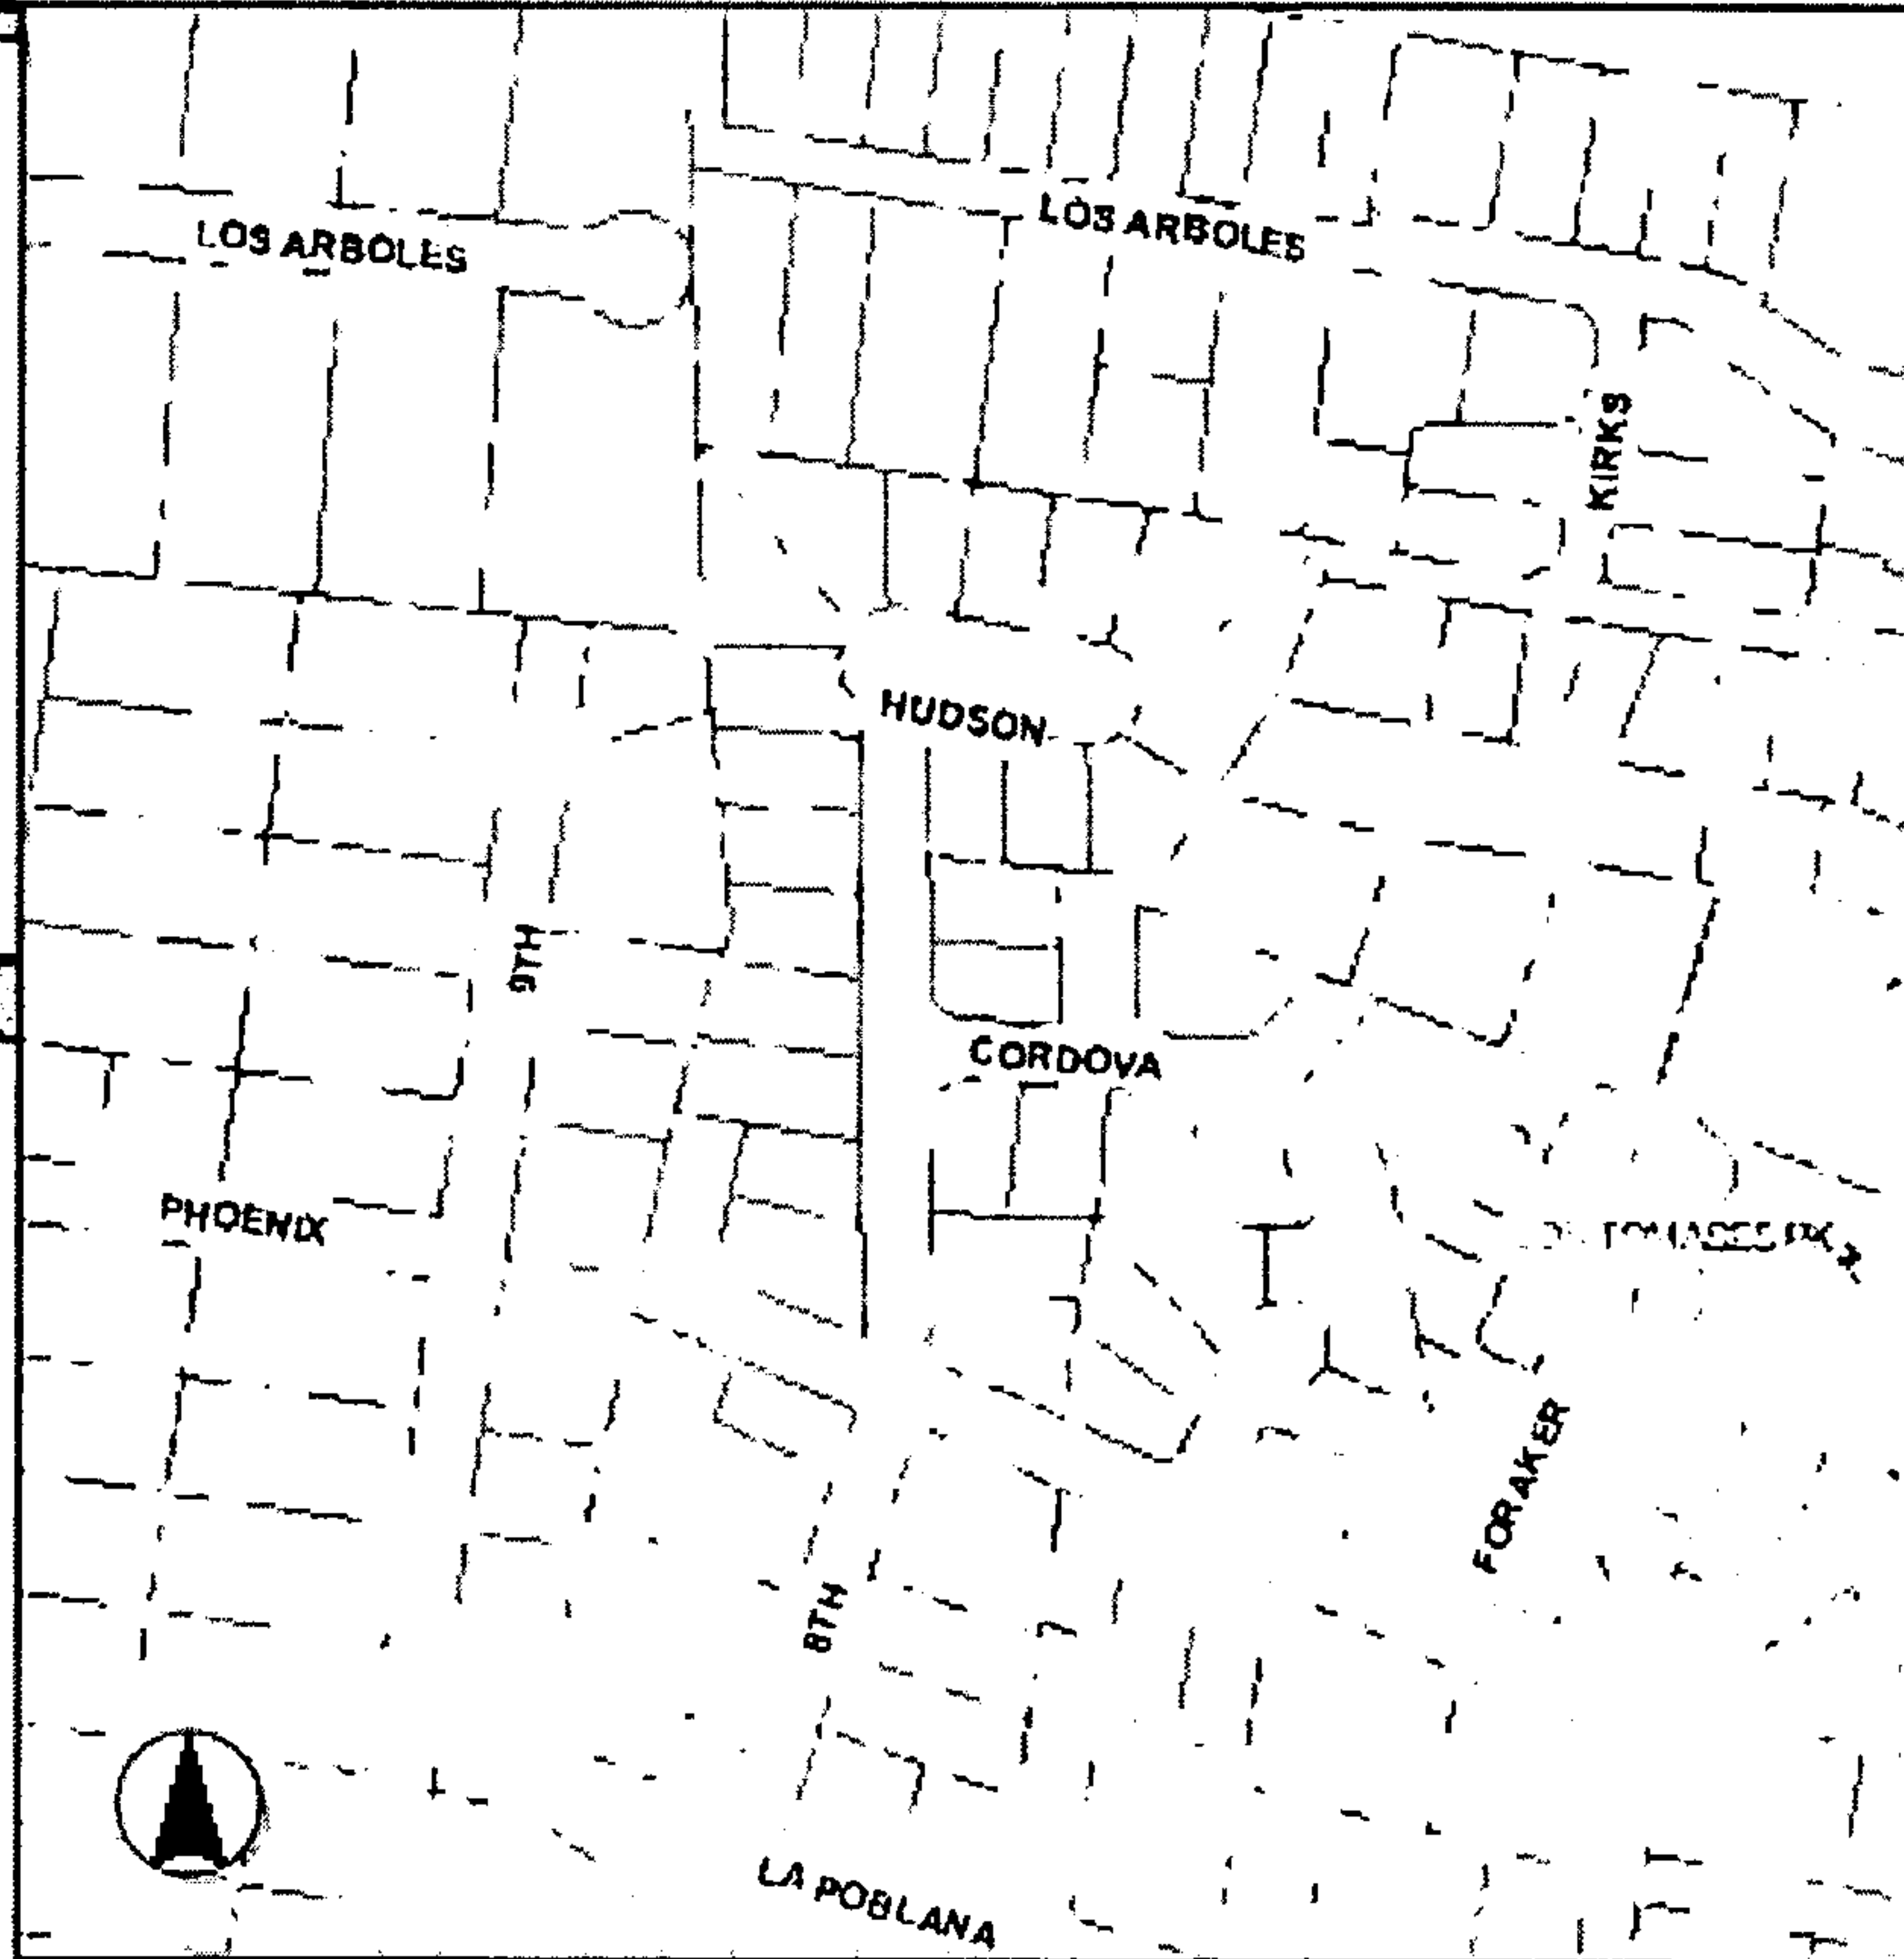 LOS ARBOLES
LOS ARBOLES
KIRKS
HUDSON
9TH
CORDOVA
PHOENIX
FORAKER
8TH
LA POBLANA